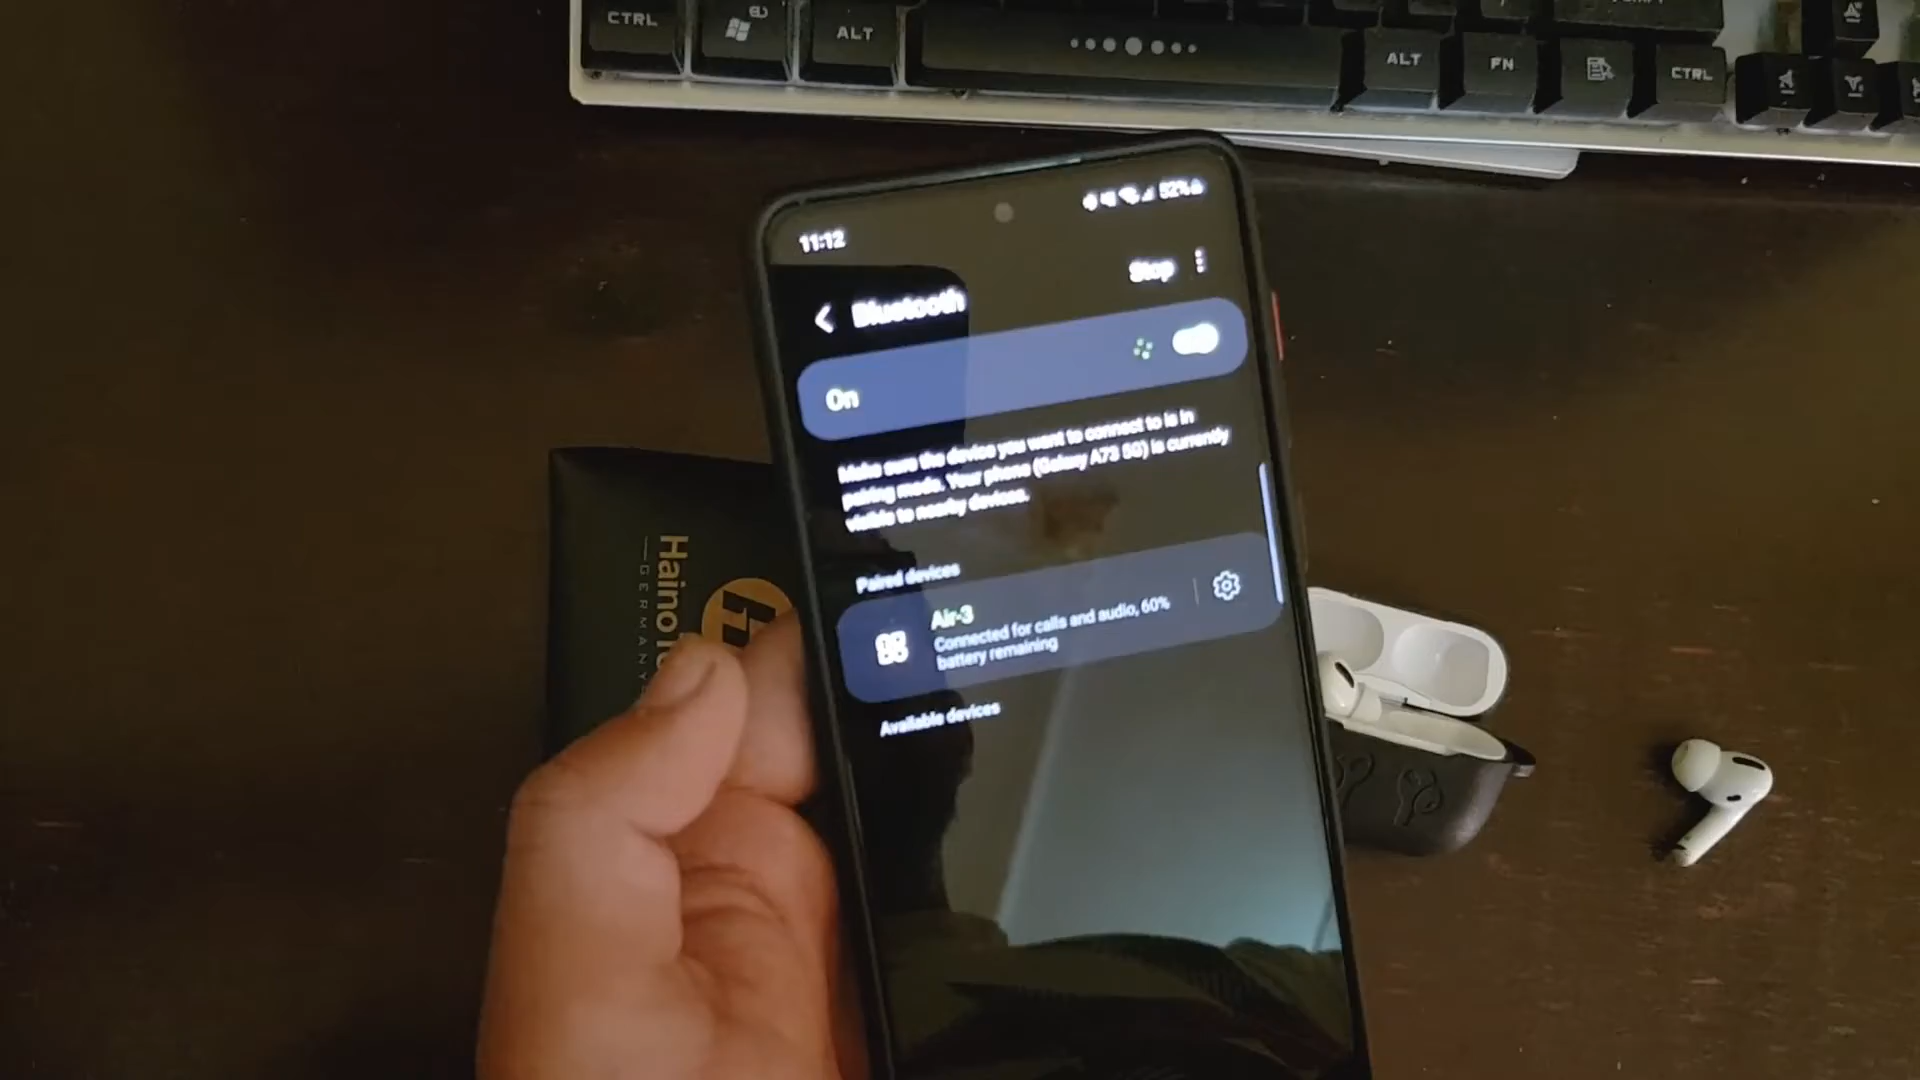 CTRL
ALT
ALT
FN
CTRL
11:12
52%
Stop
Bluetooth
On
Make sure the device you want to connect to is in
pairing mode. Your phone (Galaxy A73 5G) is currently
visible to nearby devices.
Paired devices
Air-3
Connected for calls and audio, 60%
battery remaining
Available devices
Haino
GERMANY